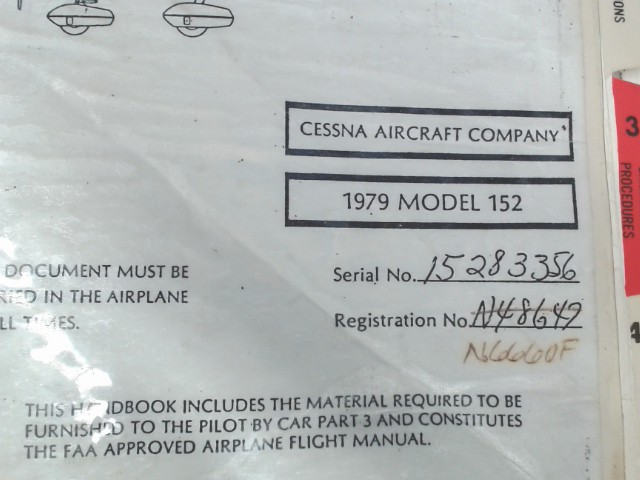 CESSNA AIRCRAFT COMPANY
1979 MODEL 152
DOCUMENT MUST BE
IN THE AIRPLANE
TIMES.
Serial No. 15283356
Registration No. N48649
N6660F
THIS HANDBOOK INCLUDES THE MATERIAL REQUIRED TO BE
FURNISHED TO THE PILOT BY CAR PART 3 AND CONSTITUTES
THE FAA APPROVED AIRPLANE FLIGHT MANUAL.
ONS
3
PROCEDURES
4